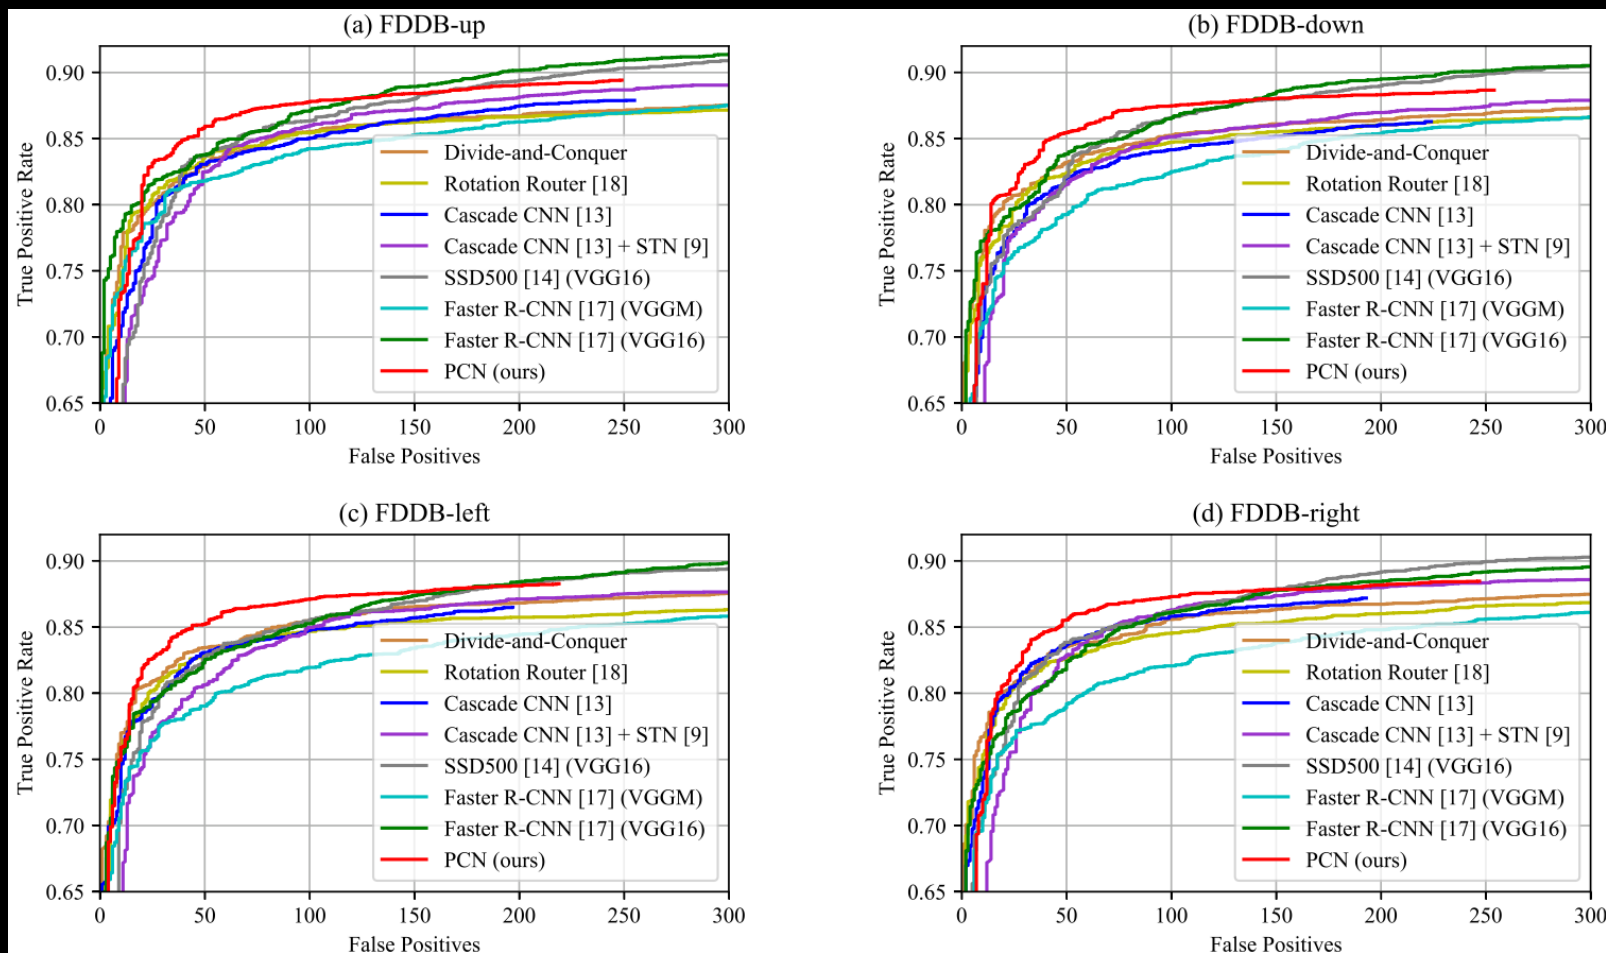 (a) FDDB-up
True Positive Rate
0.90
0.85
0.80
0.75
0.70
0.65
0 50 100 150 200 250 300
False Positives
Divide-and-Conquer
Rotation Router [18]
Cascade CNN [13]
Cascade CNN [13] + STN [9]
SSD500 [14] (VGG16)
Faster R-CNN [17] (VGGM)
Faster R-CNN [17] (VGG16)
PCN (ours)
(b) FDDB-down
True Positive Rate
0.90
0.85
0.80
0.75
0.70
0.65
0 50 100 150 200 250 300
False Positives
Divide-and-Conquer
Rotation Router [18]
Cascade CNN [13]
Cascade CNN [13] + STN [9]
SSD500 [14] (VGG16)
Faster R-CNN [17] (VGGM)
Faster R-CNN [17] (VGG16)
PCN (ours)
(c) FDDB-left
True Positive Rate
0.90
0.85
0.80
0.75
0.70
0.65
0 50 100 150 200 250 300
False Positives
Divide-and-Conquer
Rotation Router [18]
Cascade CNN [13]
Cascade CNN [13] + STN [9]
SSD500 [14] (VGG16)
Faster R-CNN [17] (VGGM)
Faster R-CNN [17] (VGG16)
PCN (ours)
(d) FDDB-right
True Positive Rate
0.90
0.85
0.80
0.75
0.70
0.65
0 50 100 150 200 250 300
False Positives
Divide-and-Conquer
Rotation Router [18]
Cascade CNN [13]
Cascade CNN [13] + STN [9]
SSD500 [14] (VGG16)
Faster R-CNN [17] (VGGM)
Faster R-CNN [17] (VGG16)
PCN (ours)